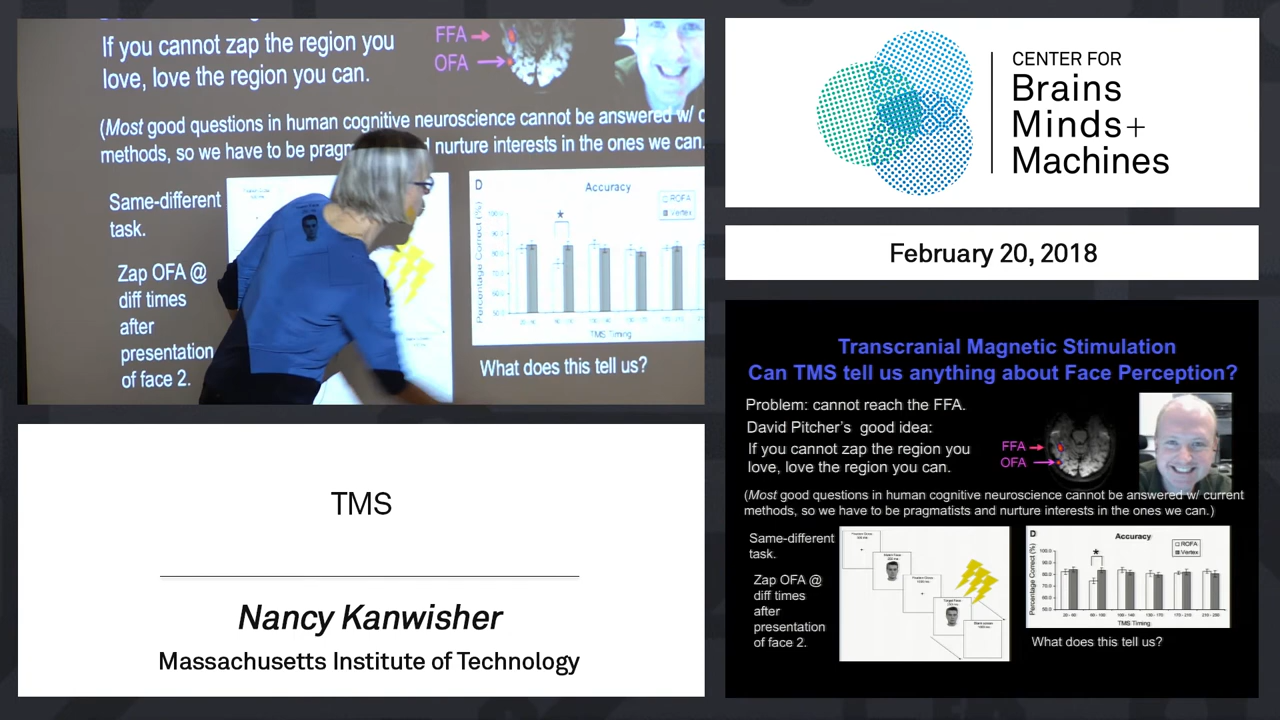 If you cannot zap the region you
love, love the region you can.
FFA
OFA
(Most good questions in human cognitive neuroscience cannot be answered w/
methods, so we have to be nurture interests in the ones we can.
Same-different
task.
Zap OFA @
diff times
after
presentation
of face 2.
D
Accuracy
ROFA
Vertex
*
Percentage Correct (%)
TMS Timing
What does this tell us?
CENTER FOR
Brains
Minds+
Machines
February 20, 2018
TMS
Nancy Kanwisher
Massachusetts Institute of Technology
Transcranial Magnetic Stimulation
Can TMS tell us anything about Face Perception?
Problem: cannot reach the FFA.
David Pitcher's good idea:
If you cannot zap the region you
love, love the region you can.
FFA
OFA
(Most good questions in human cognitive neuroscience cannot be answered w/ current
methods, so we have to be pragmatists and nurture interests in the ones we can.)
Same-different
task.
Zap OFA @
diff times
after
presentation
of face 2.
D
Accuracy
ROFA
Vertex
*
Percentage Correct (%)
TMS Timing
What does this tell us?